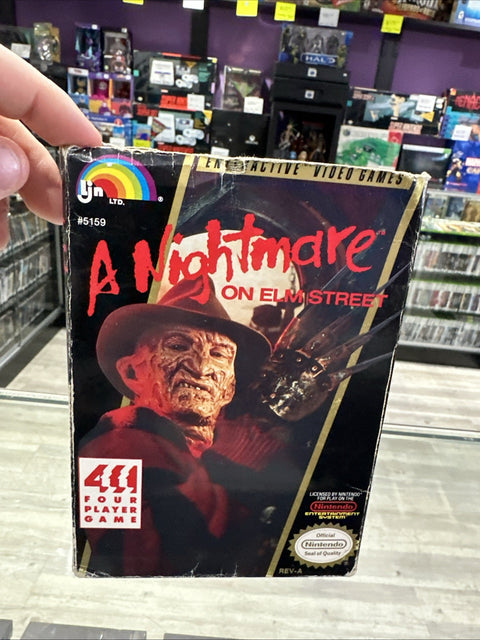 ENTERACTIVE VIDEO GAMES
LJN
LTD.
#5159
A Nightmare
ON ELM STREET
4
FOUR
PLAYER
GAME
LICENSED BY NINTENDO
FOR PLAY ON THE
Nintendo
ENTERTAINMENT
SYSTEM
Official
Nintendo
Seal of Quality
REV-A
HALO